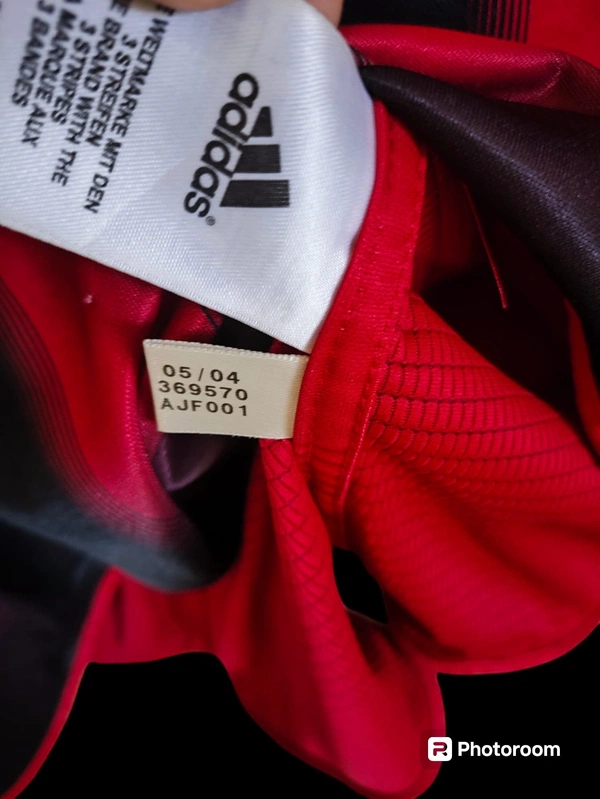 E WELTMARKE MIT DEN
3 STREIFEN
E BRAND WITH THE
3 STRIPES
A MARQUE AUX
3 BANDES
adidas®
05/04
369570
AJF001
Photoroom